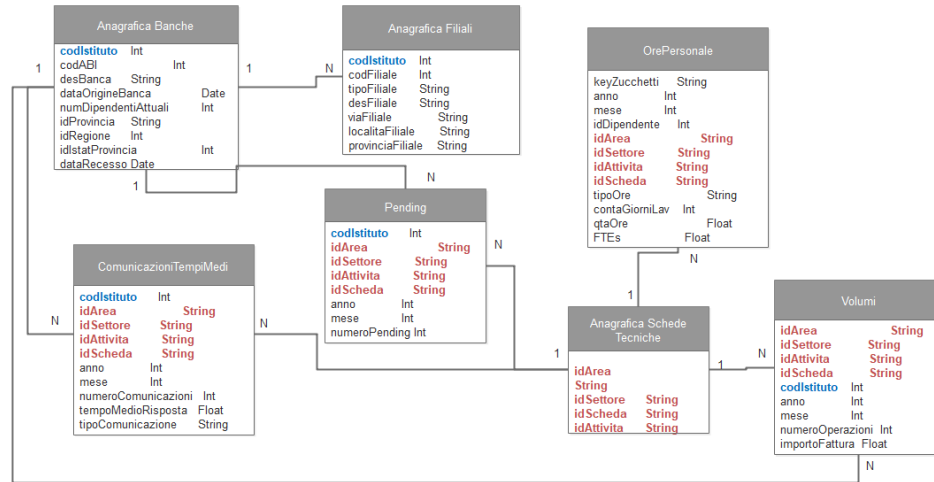 Anagrafica Banche
codIstituto Int
codABI Int
desBanca String
dataOrigineBanca Date
numDipendentiAttuali Int
idProvincia String
idRegione Int
idIstatProvincia Int
dataRecesso Date
1
1
1
N
N
Anagrafica Filiali
codIstituto Int
codFiliale Int
tipoFiliale String
desFiliale String
viaFiliale String
localitaFiliale String
provinciaFiliale String
OrePersonale
keyZucchetti String
anno Int
mese Int
idDipendente Int
idArea String
idSettore String
idAttivita String
idScheda String
tipoOre String
contaGiorniLav Int
qtaOre Float
FTEs Float
N
1
Pending
codIstituto Int
idArea String
idSettore String
idAttivita String
idScheda String
anno Int
mese Int
numeroPending Int
N
ComunicazioniTempiMedi
codIstituto Int
idArea String
idSettore String
idAttivita String
idScheda String
anno Int
mese Int
numeroComunicazioni Int
tempoMedioRisposta Float
tipoComunicazione String
N
N
1
Anagrafica Schede
Tecniche
idArea
String
idSettore String
idScheda String
idAttivita String
1
N
Volumi
idArea String
idSettore String
idAttivita String
idScheda String
codIstituto Int
anno Int
mese Int
numeroOperazioni Int
importoFattura Float
N